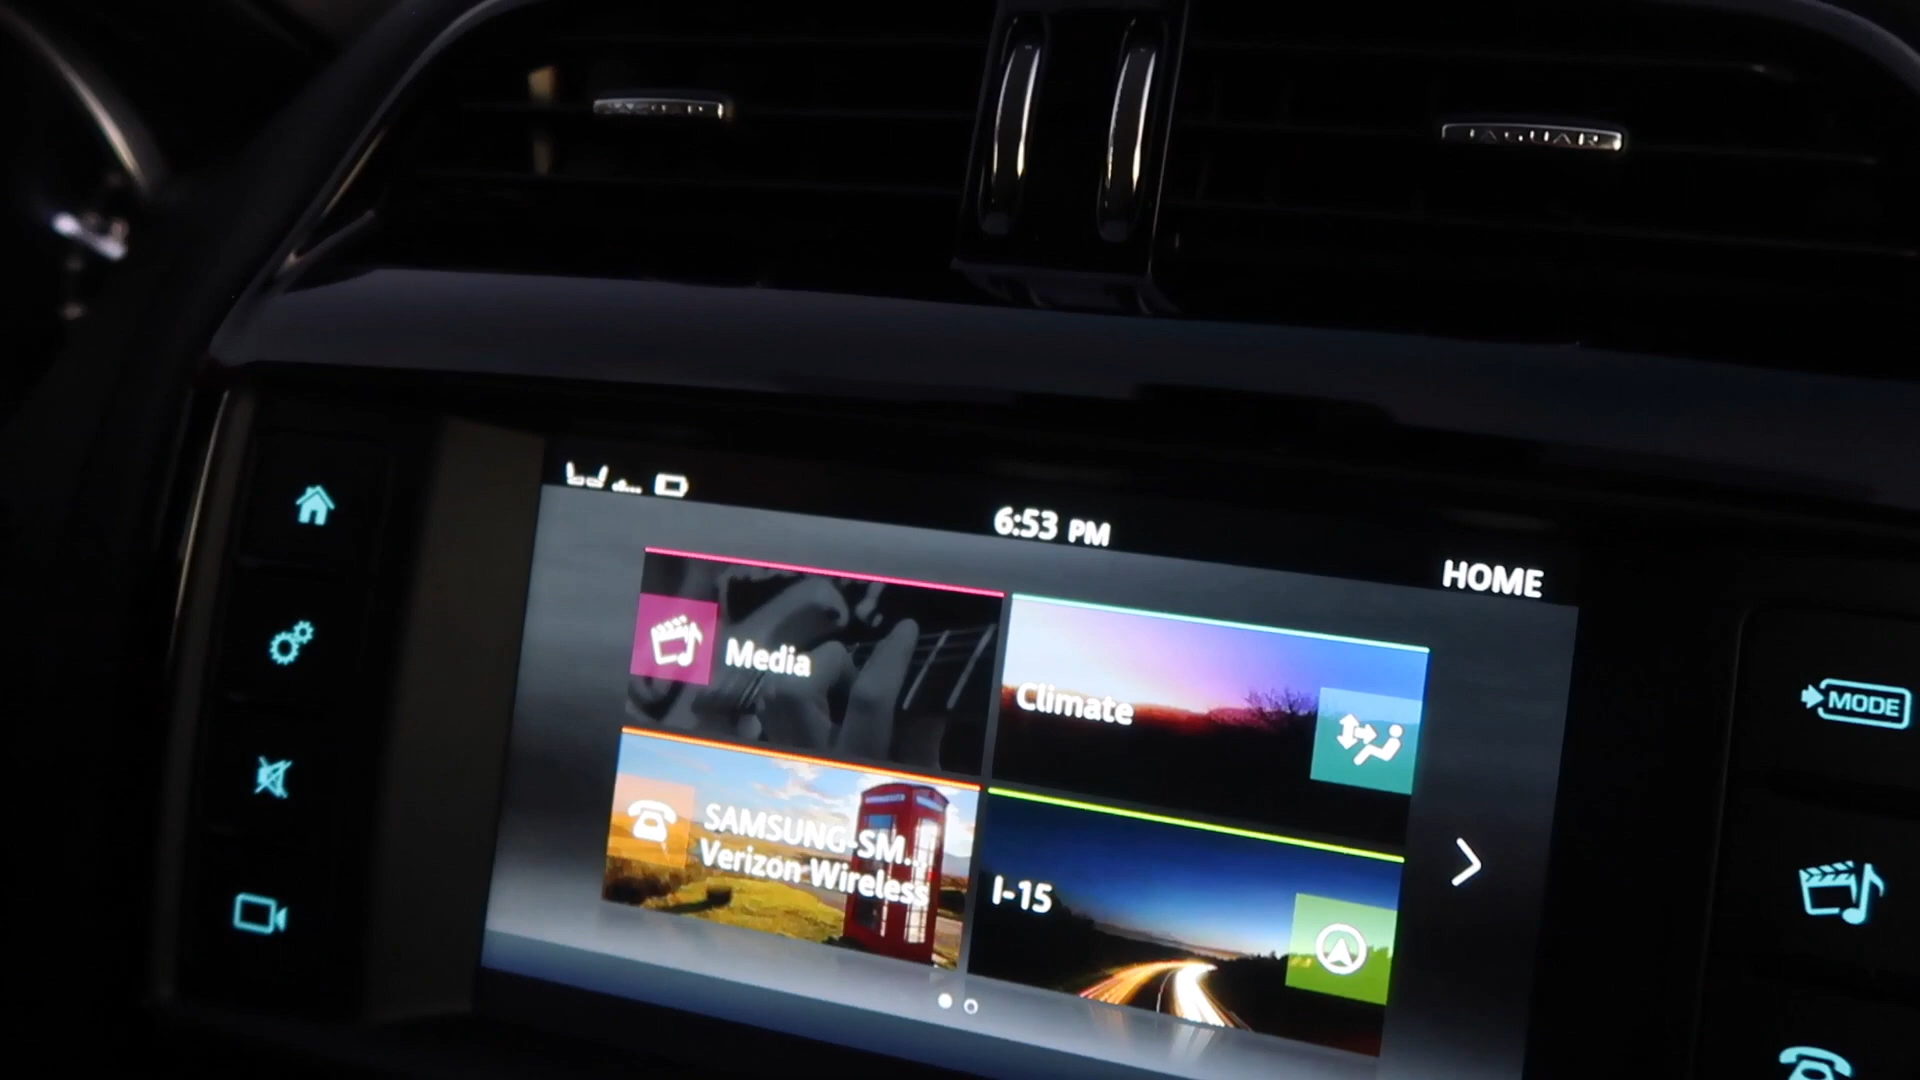 JAGUAR
6:53 PM
HOME
Media
Climate
SAMSUNG-SM...
Verizon Wireless
I-15
MODE